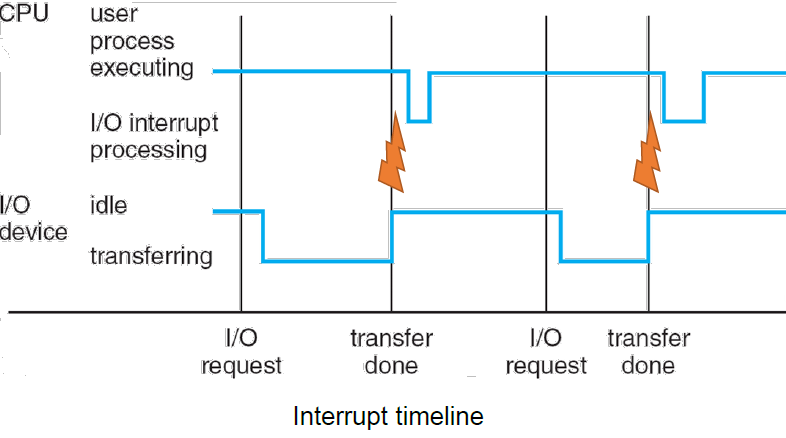 CPU
user
process
executing
I/O interrupt
processing
I/O
device
idle
transferring
I/O
request
transfer
done
I/O
request
transfer
done
Interrupt timeline